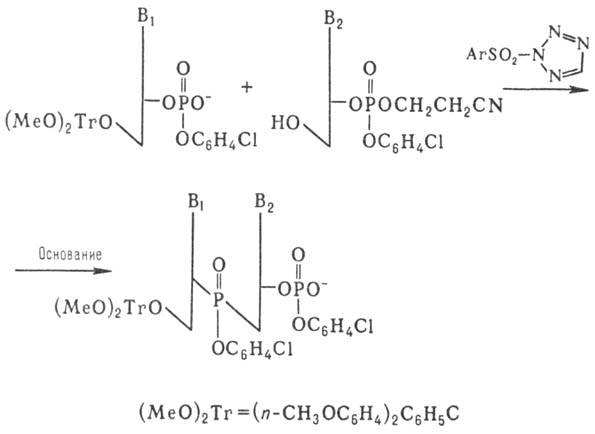 B₁ B₂
O O N N
ArSO₂–N N
N
OPO⁻ + OPOCH₂CH₂CN
(MeO)₂TrO HO
OC₆H₄Cl OC₆H₄Cl
B₁ B₂
Основание
O O
P OPO⁻
(MeO)₂TrO
OC₆H₄Cl OC₆H₄Cl
(MeO)₂Tr=(n-CH₃OC₆H₄)₂C₆H₅C